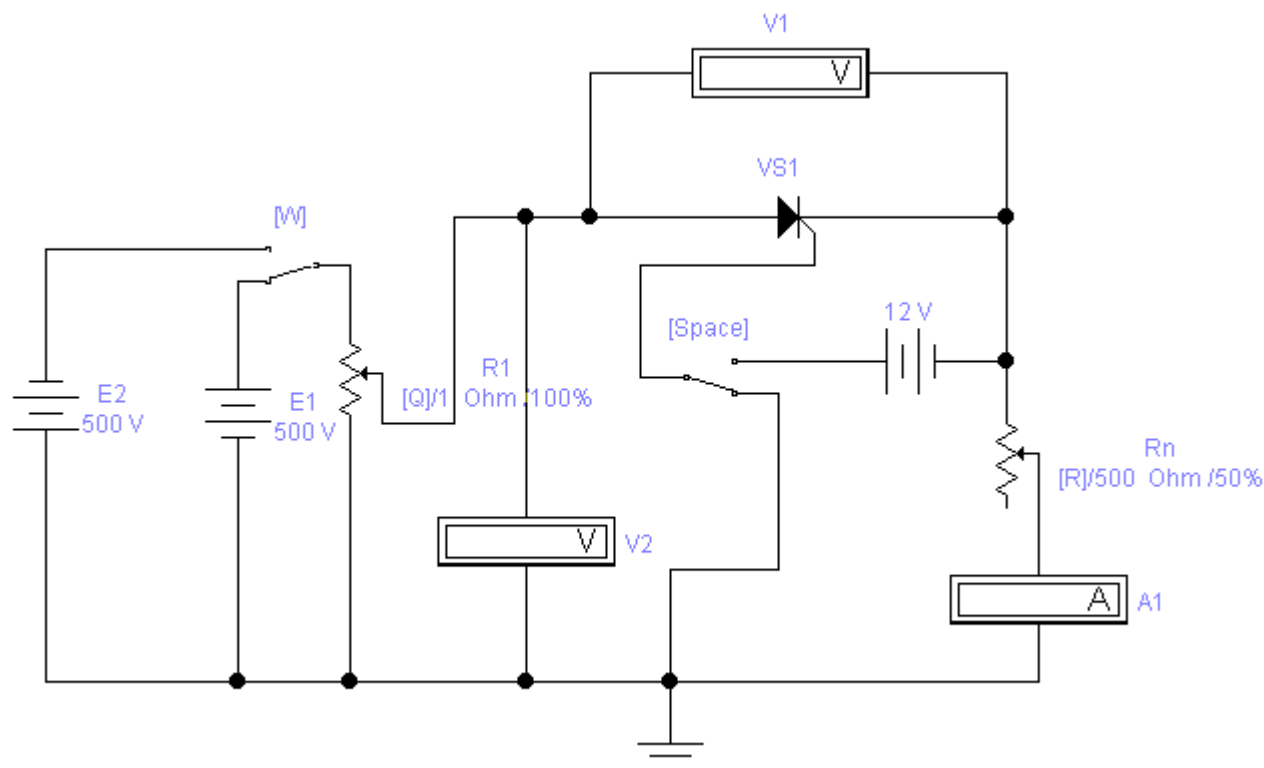 V1
V
VS1
[W]
[Space]
12 V
E2
500 V
E1
500 V
R1
[Q]/1 Ohm /100%
Rn
[R]/500 Ohm /50%
V
V2
A
A1